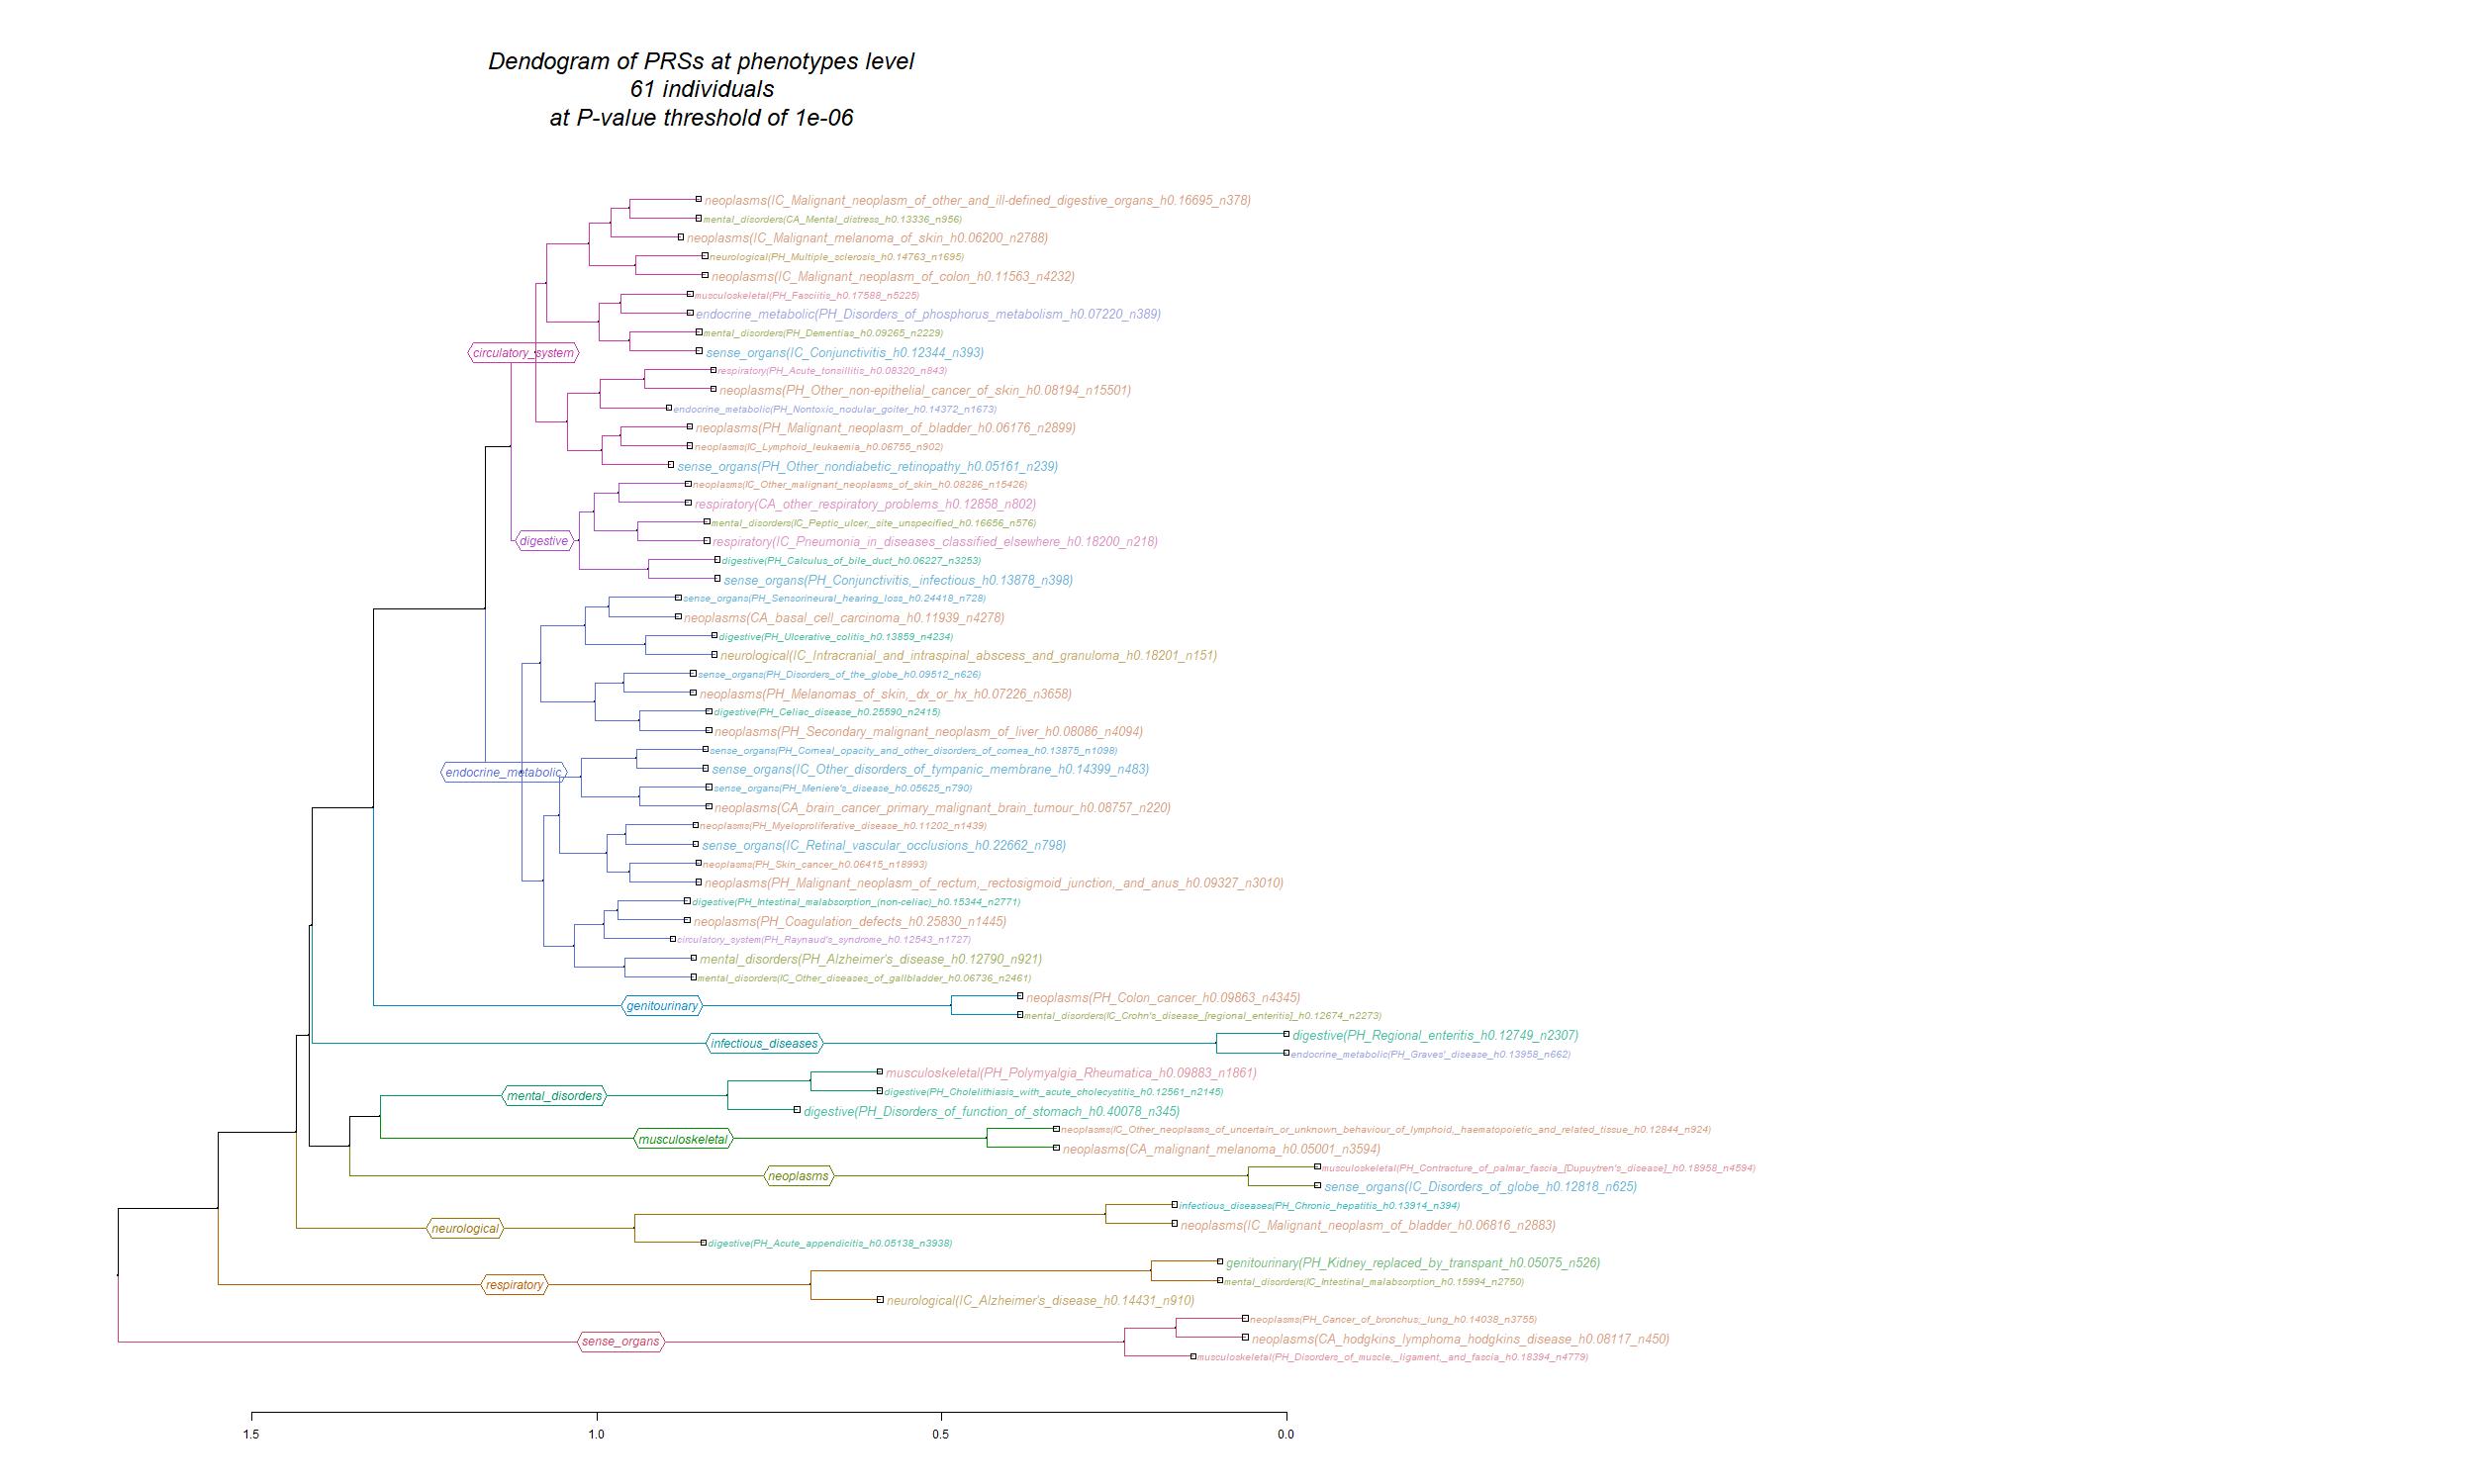 Dendogram of PRSs at phenotypes level
61 individuals
at P-value threshold of 1e-06
neoplasms(IC_Malignant_neoplasm_of_other_and_ill-defined_digestive_organs_h0.16695_n378)
mental_disorders(CA_Mental_distress_h0.13336_n956)
neoplasms(IC_Malignant_melanoma_of_skin_h0.06200_n2788)
neurological(PH_Multiple_sclerosis_h0.14763_n1695)
neoplasms(IC_Malignant_neoplasm_of_colon_h0.11563_n4232)
musculoskeletal(PH_Fasciitis_h0.17588_n5225)
endocrine_metabolic(PH_Disorders_of_phosphorus_metabolism_h0.07220_n389)
mental_disorders(PH_Dementias_h0.09265_n2229)
circulatory_system
sense_organs(IC_Conjunctivitis_h0.12344_n393)
respiratory(PH_Acute_tonsillitis_h0.08320_n843)
neoplasms(PH_Other_non-epithelial_cancer_of_skin_h0.08194_n15501)
endocrine_metabolic(PH_Nontoxic_nodular_goiter_h0.14372_n1673)
neoplasms(PH_Malignant_neoplasm_of_bladder_h0.06176_n2899)
neoplasms(IC_Lymphoid_leukaemia_h0.06755_n902)
sense_organs(PH_Other_nondiabetic_retinopathy_h0.05161_n239)
neoplasms(IC_Other_malignant_neoplasms_of_skin_h0.08286_n15426)
respiratory(CA_other_respiratory_problems_h0.12858_n802)
mental_disorders(IC_Peptic_ulcer,_site_unspecified_h0.16656_n576)
digestive
respiratory(IC_Pneumonia_in_diseases_classified_elsewhere_h0.18200_n218)
digestive(PH_Calculus_of_bile_duct_h0.06227_n3253)
sense_organs(PH_Conjunctivitis,_infectious_h0.13878_n398)
sense_organs(PH_Sensorineural_hearing_loss_h0.24418_n728)
neoplasms(CA_basal_cell_carcinoma_h0.11939_n4278)
digestive(PH_Ulcerative_colitis_h0.13859_n4234)
neurological(IC_Intracranial_and_intraspinal_abscess_and_granuloma_h0.18201_n151)
sense_organs(PH_Disorders_of_the_globe_h0.09512_n626)
neoplasms(PH_Melanomas_of_skin,_dx_or_hx_h0.07226_n3658)
digestive(PH_Celiac_disease_h0.25590_n2415)
neoplasms(PH_Secondary_malignant_neoplasm_of_liver_h0.08086_n4094)
sense_organs(PH_Corneal_opacity_and_other_disorders_of_cornea_h0.13875_n1098)
endocrine_metabolic
sense_organs(IC_Other_disorders_of_tympanic_membrane_h0.14399_n483)
sense_organs(PH_Meniere's_disease_h0.05625_n790)
neoplasms(CA_brain_cancer_primary_malignant_brain_tumour_h0.08757_n220)
neoplasms(PH_Myeloproliferative_disease_h0.11202_n1439)
sense_organs(IC_Retinal_vascular_occlusions_h0.22662_n798)
neoplasms(PH_Skin_cancer_h0.06415_n18993)
neoplasms(PH_Malignant_neoplasm_of_rectum,_rectosigmoid_junction,_and_anus_h0.09327_n3010)
digestive(PH_Intestinal_malabsorption_(non-celiac)_h0.15344_n2771)
neoplasms(PH_Coagulation_defects_h0.25830_n1445)
circulatory_system(PH_Raynaud's_syndrome_h0.12543_n1727)
mental_disorders(PH_Alzheimer's_disease_h0.12790_n921)
mental_disorders(IC_Other_diseases_of_gallbladder_h0.06736_n2461)
neoplasms(PH_Colon_cancer_h0.09863_n4345)
genitourinary
mental_disorders(IC_Crohn's_disease_[regional_enteritis]_h0.12674_n2273)
digestive(PH_Regional_enteritis_h0.12749_n2307)
infectious_diseases
endocrine_metabolic(PH_Graves'_disease_h0.13958_n662)
musculoskeletal(PH_Polymyalgia_Rheumatica_h0.09883_n1861)
digestive(PH_Cholelithiasis_with_acute_cholecystitis_h0.12561_n2145)
mental_disorders
digestive(PH_Disorders_of_function_of_stomach_h0.40078_n345)
neoplasms(IC_Other_neoplasms_of_uncertain_or_unknown_behaviour_of_lymphoid,_haematopoietic_and_related_tissue_h0.12844_n924)
musculoskeletal
neoplasms(CA_malignant_melanoma_h0.05001_n3594)
musculoskeletal(PH_Contracture_of_palmar_fascia_[Dupuytren's_disease]_h0.18958_n4594)
neoplasms
sense_organs(IC_Disorders_of_globe_h0.12818_n625)
infectious_diseases(PH_Chronic_hepatitis_h0.13914_n394)
neurological
neoplasms(IC_Malignant_neoplasm_of_bladder_h0.06816_n2883)
digestive(PH_Acute_appendicitis_h0.05138_n3938)
genitourinary(PH_Kidney_replaced_by_transpant_h0.05075_n526)
respiratory
mental_disorders(IC_Intestinal_malabsorption_h0.15994_n2750)
neurological(IC_Alzheimer's_disease_h0.14431_n910)
neoplasms(PH_Cancer_of_bronchus;_lung_h0.14038_n3755)
sense_organs
neoplasms(CA_hodgkins_lymphoma_hodgkins_disease_h0.08117_n450)
musculoskeletal(PH_Disorders_of_muscle,_ligament,_and_fascia_h0.18394_n4779)
1.5 1.0 0.5 0.0